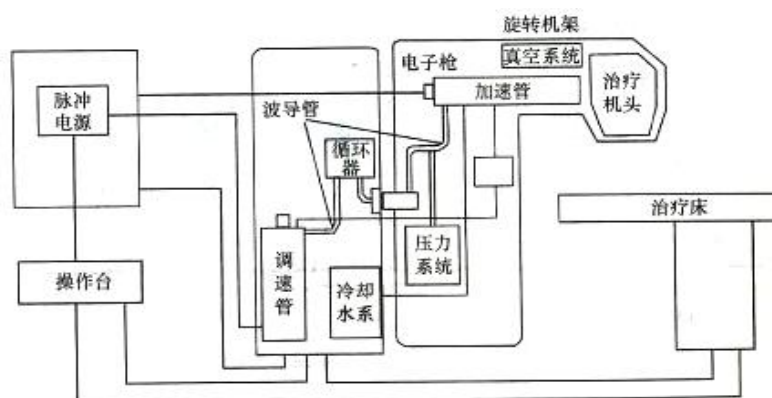 旋转机架
电子枪
真空系统
脉冲
电源
波导管
加速管
治疗
机头
循环
器
治疗床
调
速
管
压力
系统
操作台
冷却
水系